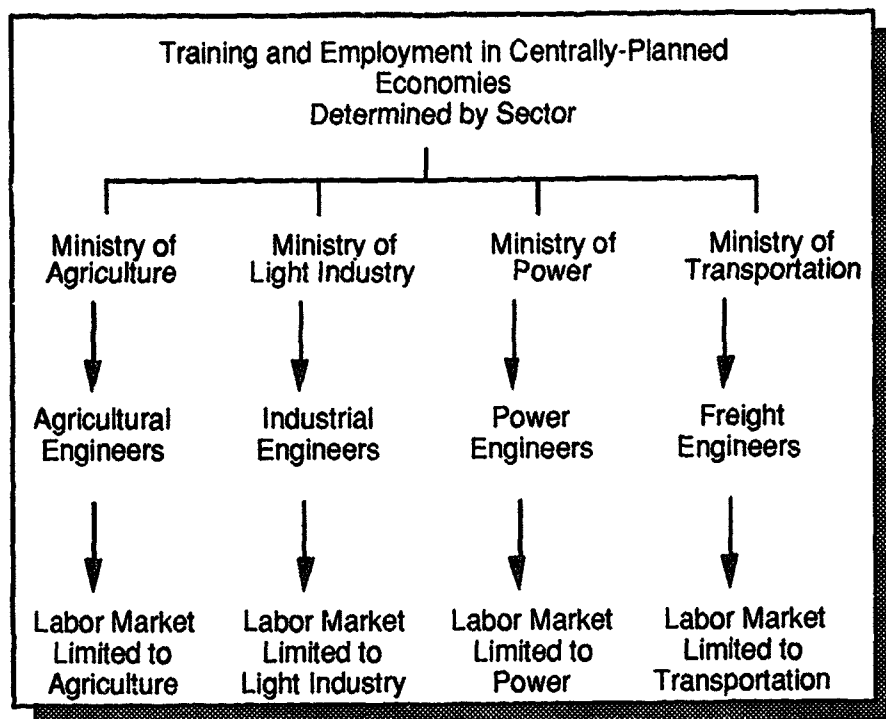 Training and Employment in Centrally-Planned
Economies
Determined by Sector
Ministry of
Agriculture
Ministry of
Light Industry
Ministry of
Power
Ministry of
Transportation
Agricultural
Engineers
Industrial
Engineers
Power
Engineers
Freight
Engineers
Labor Market
Limited to
Agriculture
Labor Market
Limited to
Light Industry
Labor Market
Limited to
Power
Labor Market
Limited to
Transportation